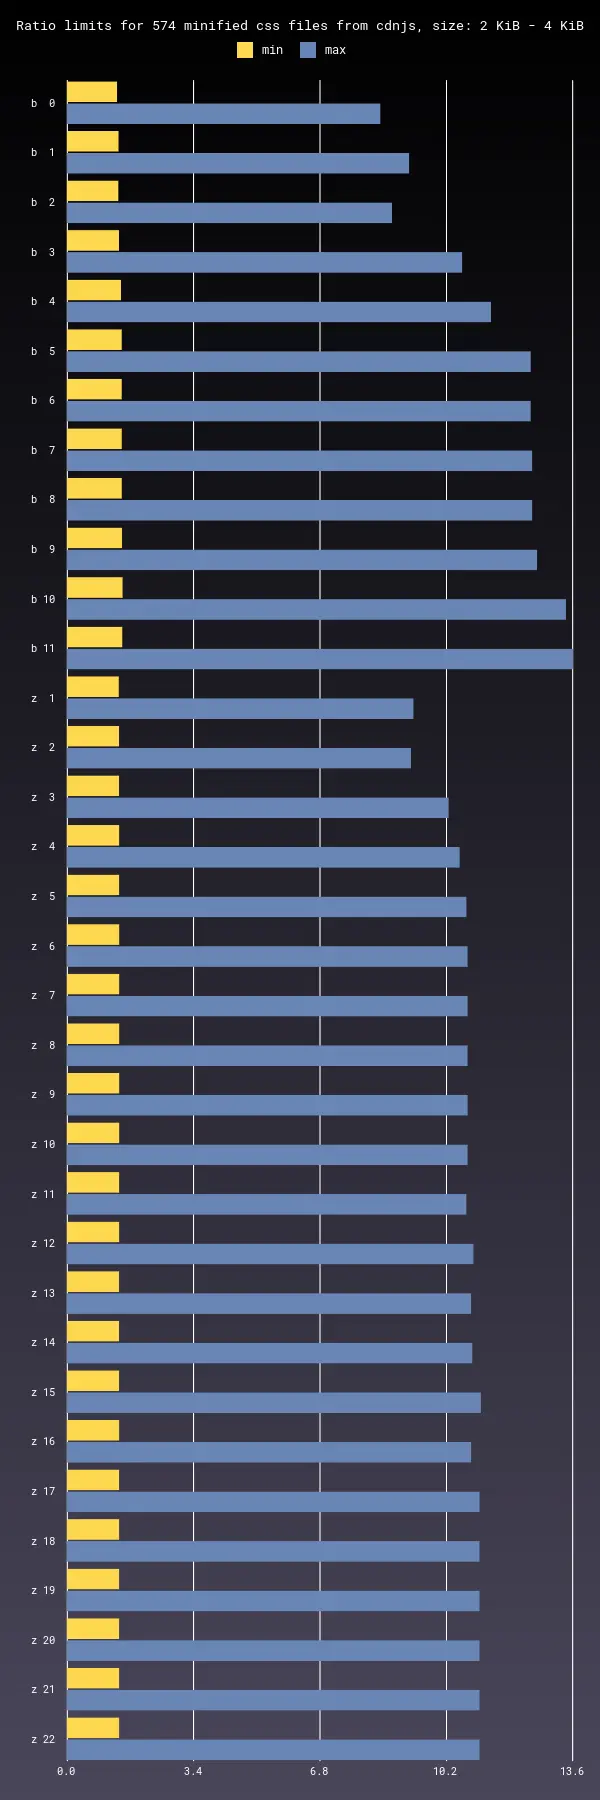 Ratio limits for 574 minified css files from cdnjs, size: 2 KiB - 4 KiB
min max
b 0
b 1
b 2
b 3
b 4
b 5
b 6
b 7
b 8
b 9
b 10
b 11
z 1
z 2
z 3
z 4
z 5
z 6
z 7
z 8
z 9
z 10
z 11
z 12
z 13
z 14
z 15
z 16
z 17
z 18
z 19
z 20
z 21
z 22
0.0 3.4 6.8 10.2 13.6